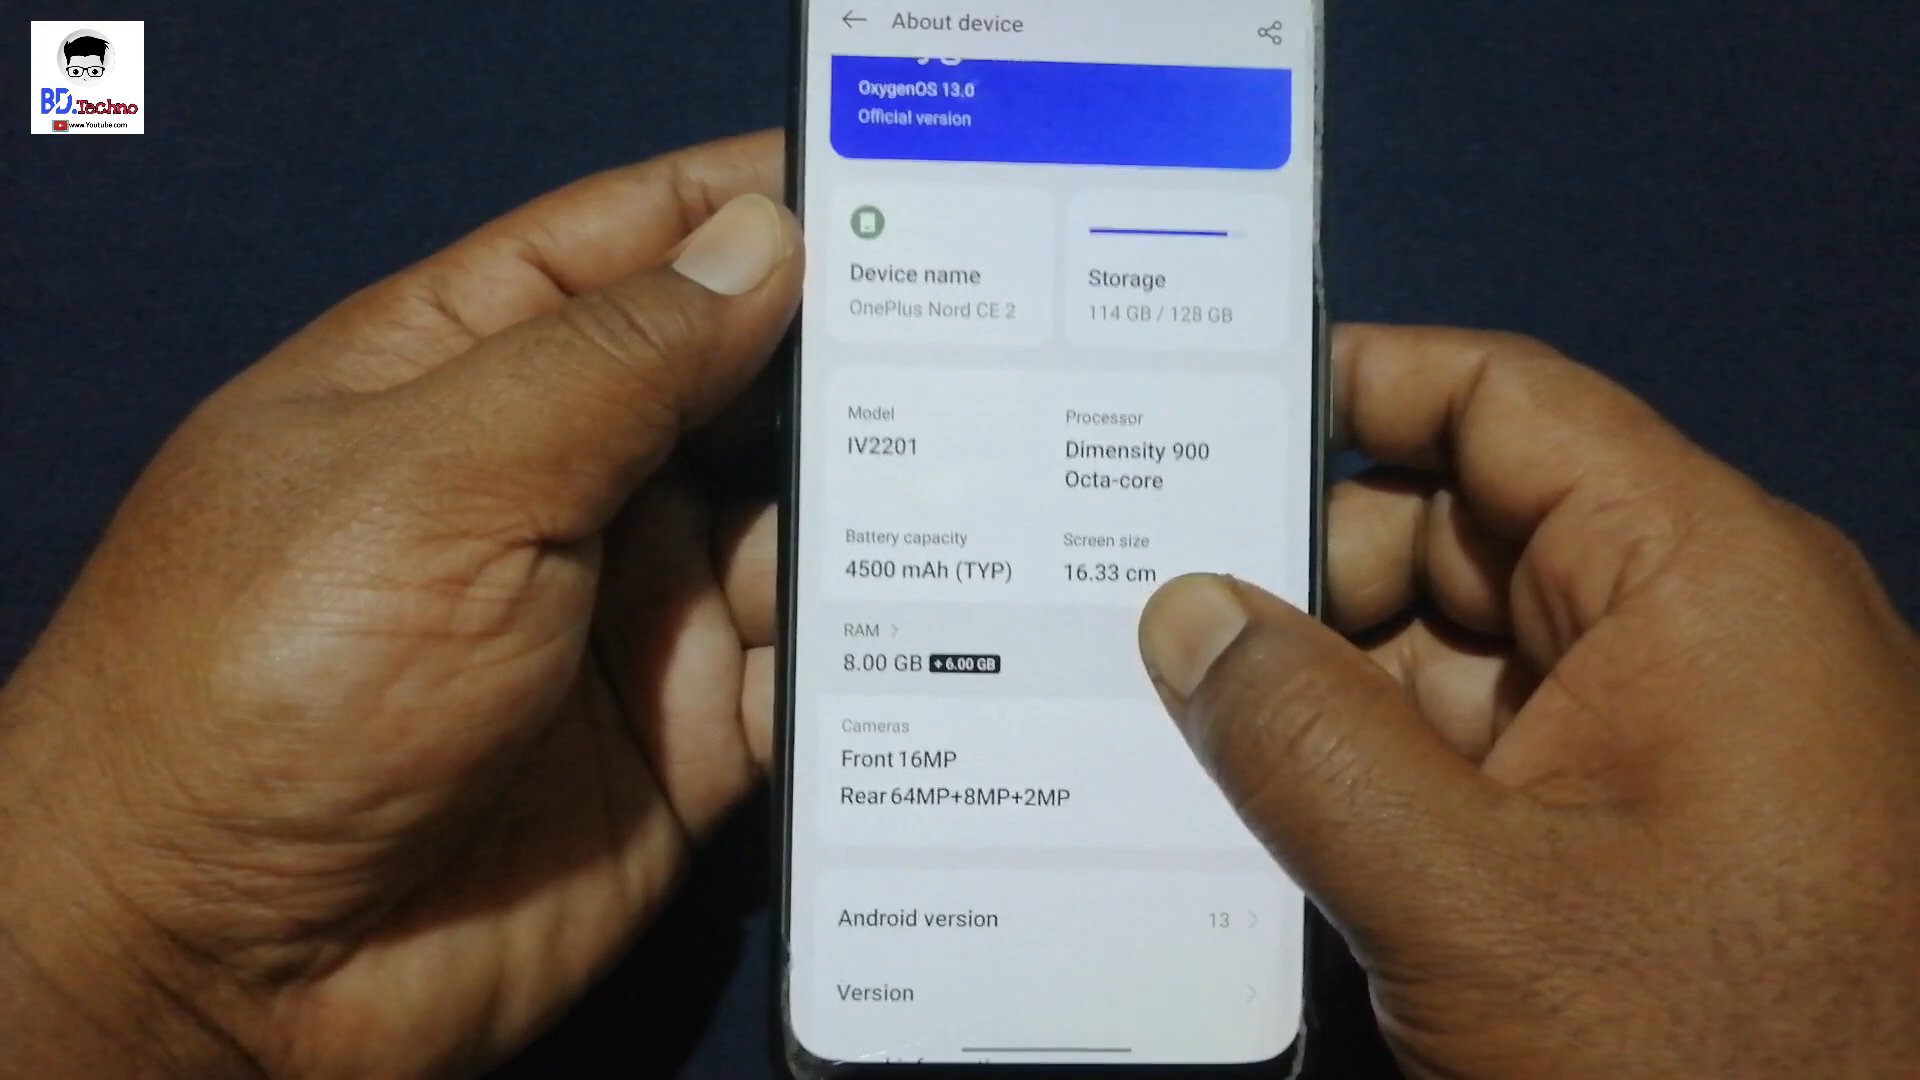 BD.Techno
www.Youtube.com
About device
OxygenOS 13.0
Official version
Device name
OnePlus Nord CE 2
Storage
114 GB / 128 GB
Model
IV2201
Processor
Dimensity 900
Octa-core
Battery capacity
4500 mAh (TYP)
Screen size
16.33 cm
RAM >
8.00 GB + 6.00 GB
Cameras
Front 16MP
Rear 64MP+8MP+2MP
Android version
13 >
Version >